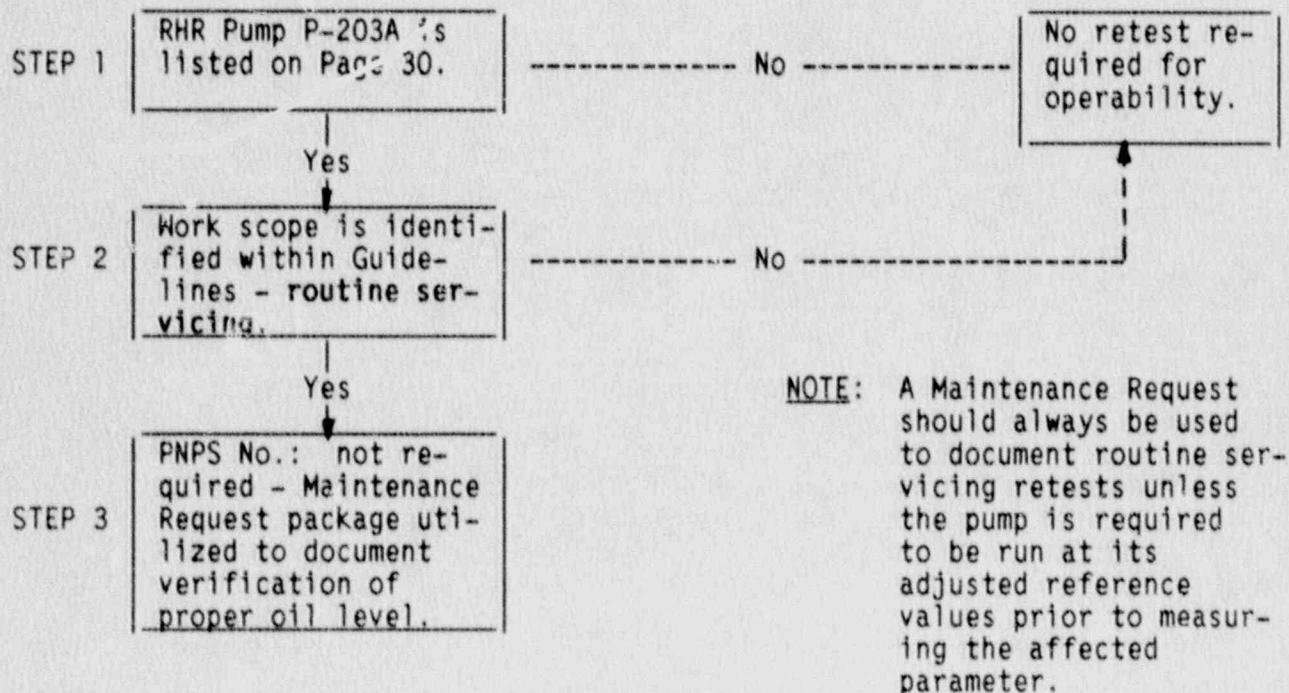 STEP 1
RHR Pump P-203A is
listed on Page 30.
No
No retest re-
quired for
operability.
Yes
STEP 2
Work scope is identi-
fied within Guide-
lines - routine ser-
vicing.
No
Yes
STEP 3
PNPS No.: not re-
quired - Maintenance
Request package uti-
lized to document
verification of
proper oil level.
NOTE: A Maintenance Request
should always be used
to document routine ser-
vicing retests unless
the pump is required
to be run at its
adjusted reference
values prior to measur-
ing the affected
parameter.